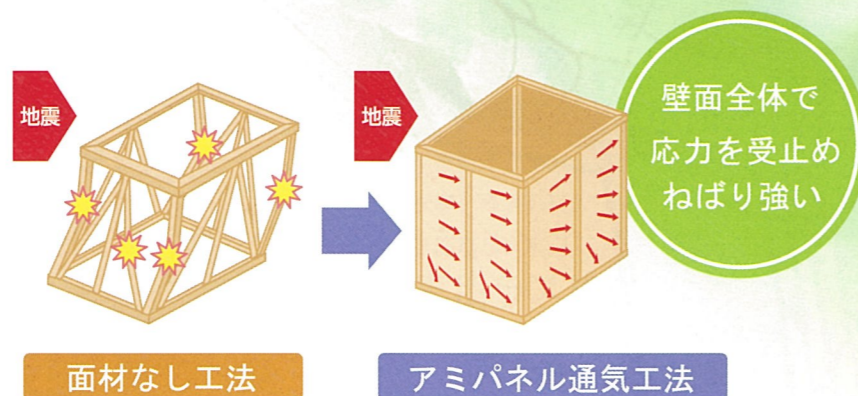 地震
地震
壁面全体で
応力を受止め
ねばり強い
面材なし工法
アミパネル通気工法